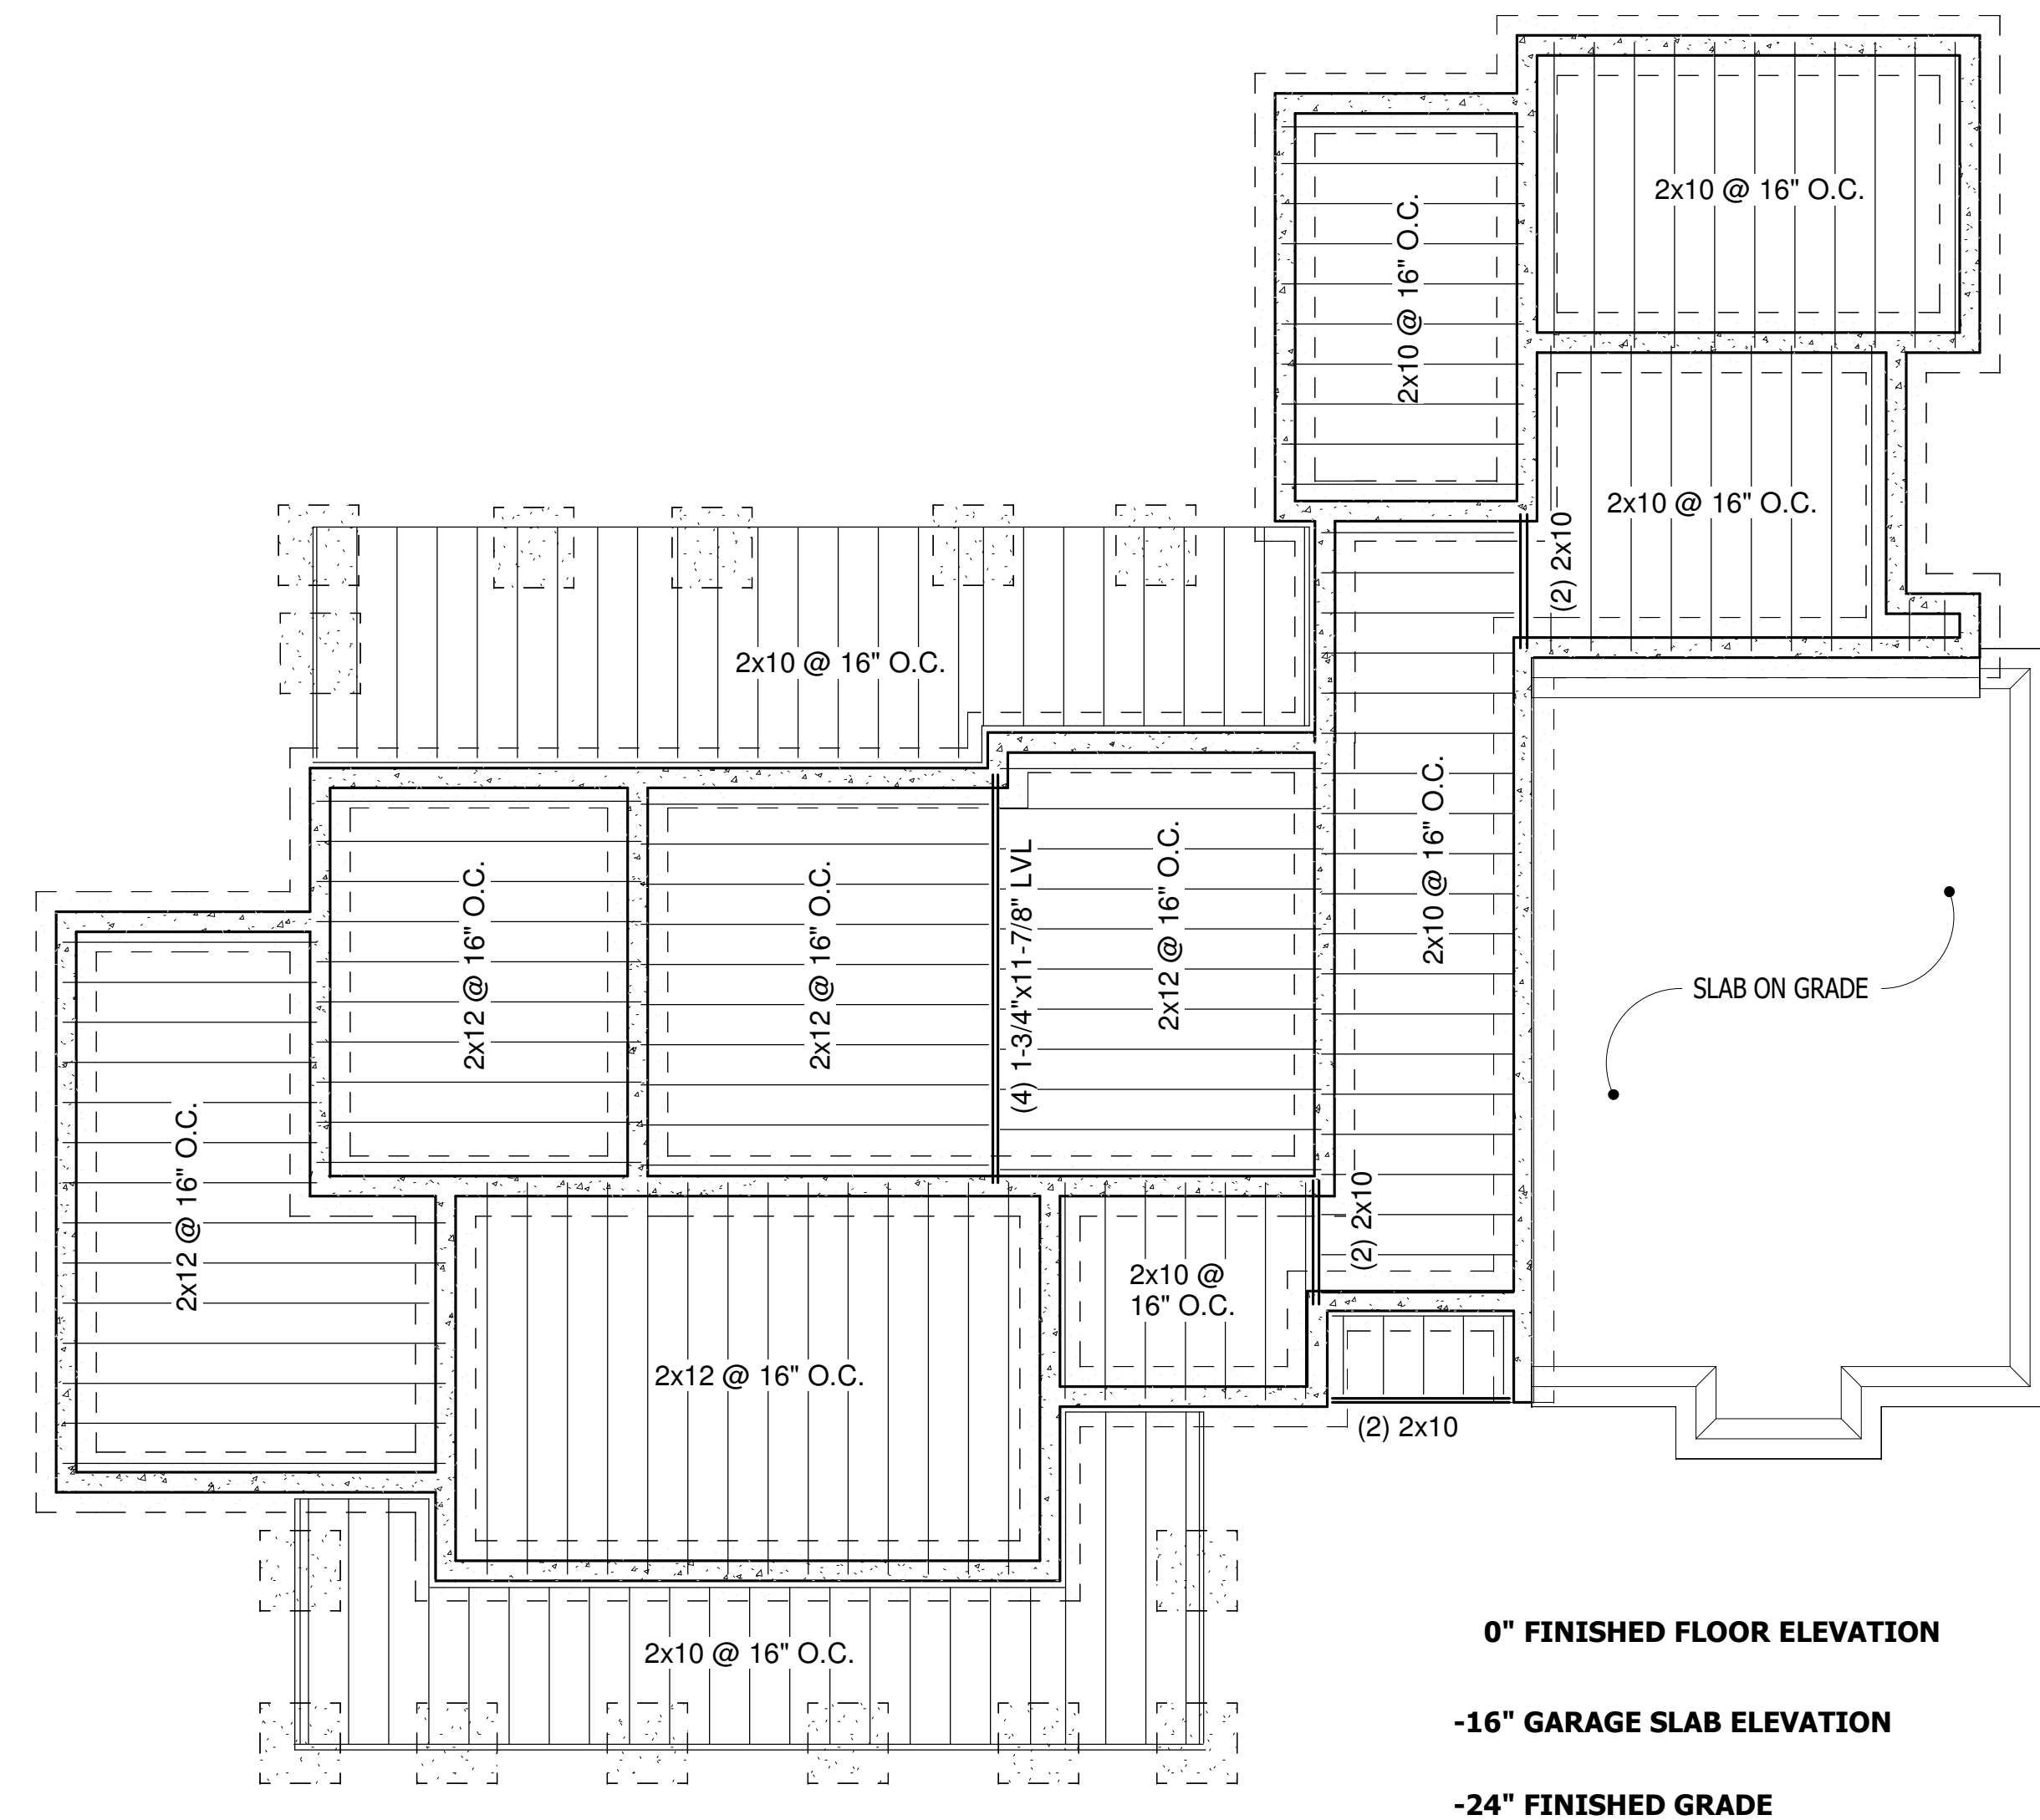 2x10 @ 16" O.C.
2x10 @ 16" O.C.
2x10 @ 16" O.C.
(2) 2x10
2x10 @ 16" O.C.
2x12 @ 16" O.C.
2x12 @ 16" O.C.
(4) 1-3/4"x11-7/8" LVL
2x12 @ 16" O.C.
2x10 @ 16" O.C.
SLAB ON GRADE
2x12 @ 16" O.C.
(2) 2x10
2x10 @
16" O.C.
2x12 @ 16" O.C.
(2) 2x10
2x10 @ 16" O.C.
0" FINISHED FLOOR ELEVATION
-16" GARAGE SLAB ELEVATION
-24" FINISHED GRADE